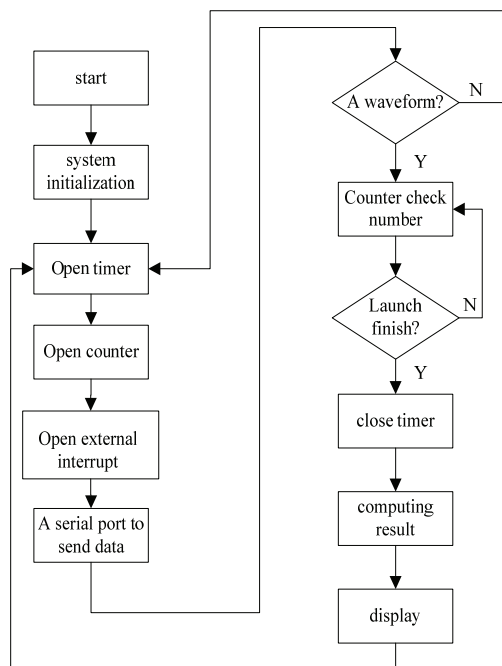 start
system
initialization
Open timer
Open counter
Open external
interrupt
A serial port to
send data
A waveform?
N
Y
Counter check
number
Launch
finish?
N
Y
close timer
computing
result
display